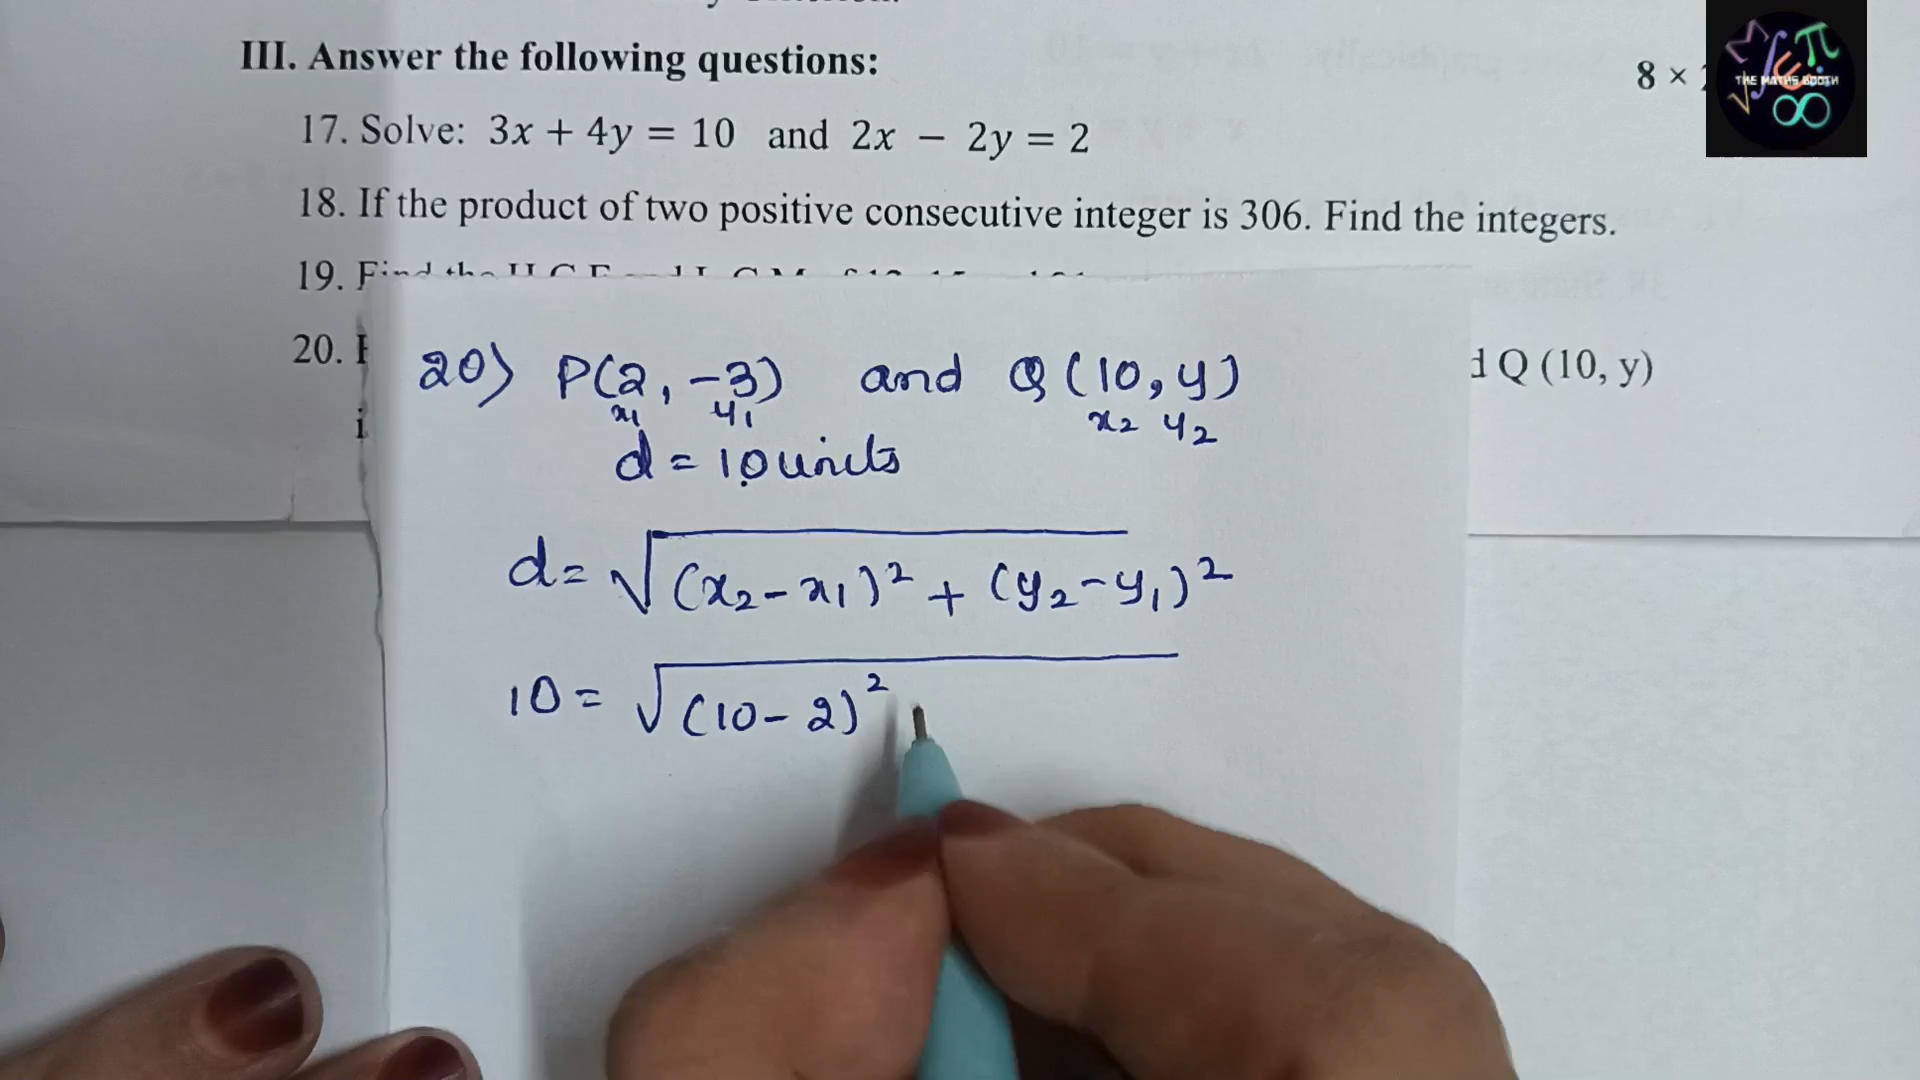 III. Answer the following questions:
8 ×
THE MATHS BOOTH
17. Solve: 3x + 4y = 10 and 2x − 2y = 2
18. If the product of two positive consecutive integer is 306. Find the integers.
19. Find the H.C.F
20.
Q (10, y)
20) P(2, -3) and Q (10, y)
x1 y1 x2 y2
d = 10 units
d = √(x2 - x1)² + (y2 - y1)²
10 = √(10 - 2)²